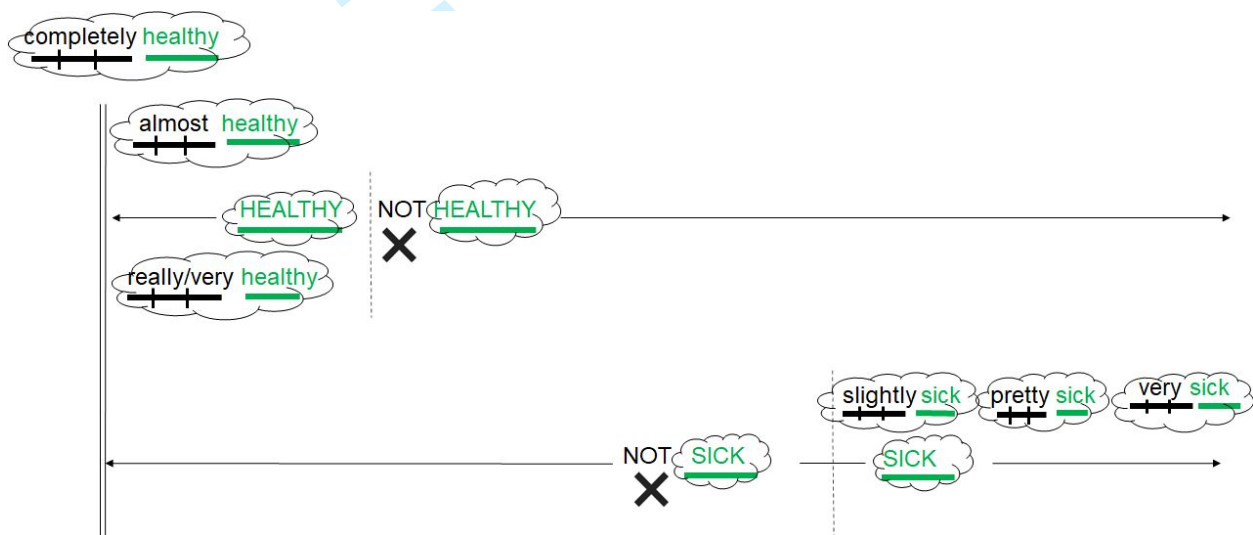 completely healthy
almost healthy
HEALTHY NOT HEALTHY
really/very healthy
slightly sick pretty sick very sick
NOT SICK SICK